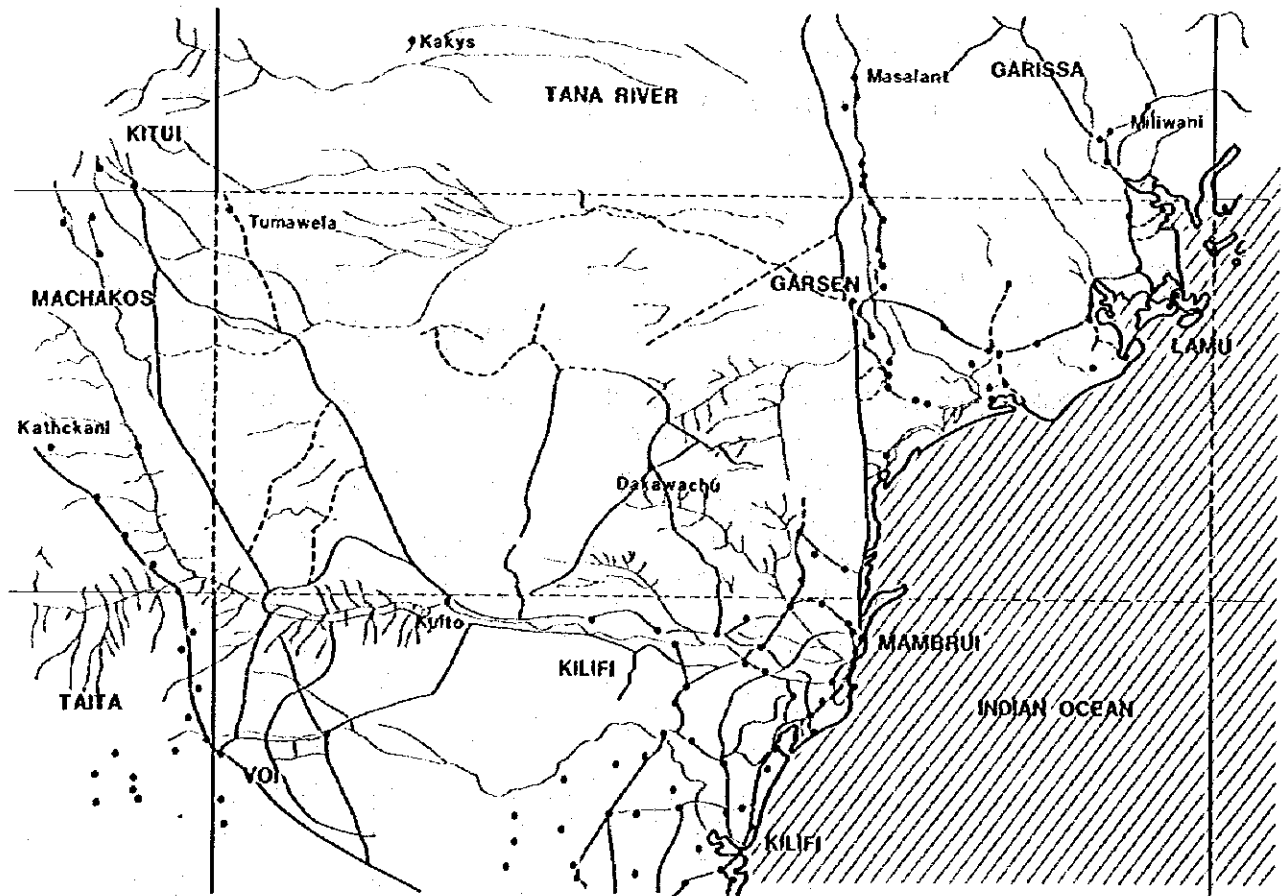 Kakys
Masalant
GARISSA
TANA RIVER
Miliwani
KITUI
Tumawela
MACHAKOS
GARSEN
LAMU
Kathckani
Dakawachu
Kulto
MAMBRUI
KILIFI
TAITA
INDIAN OCEAN
VOI
KILIFI